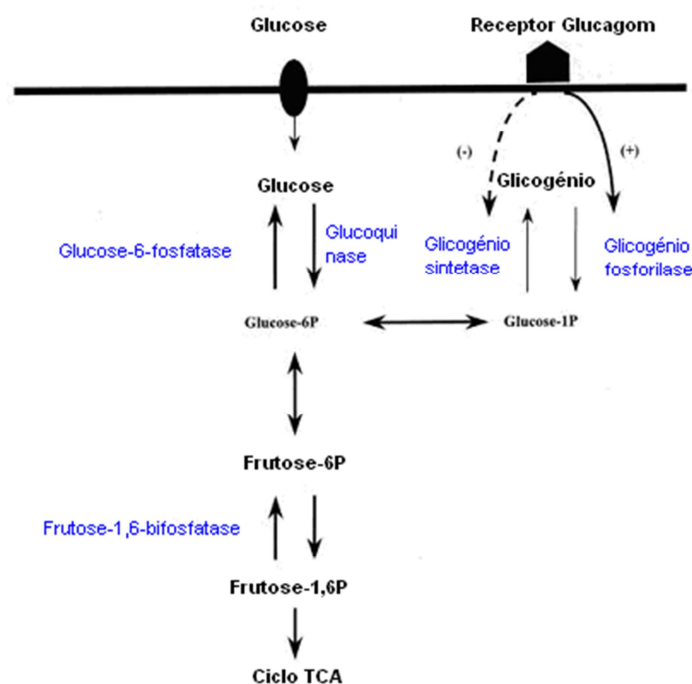 Glucose
Receptor Glucagom
(-)
(+)
Glucose
Glicogénio
Glucose-6-fosfatase
Glucoqui
nase
Glicogénio
sintetase
Glicogénio
fosforilase
Glucose-6P
Glucose-1P
Frutose-6P
Frutose-1,6-bifosfatase
Frutose-1,6P
Ciclo TCA